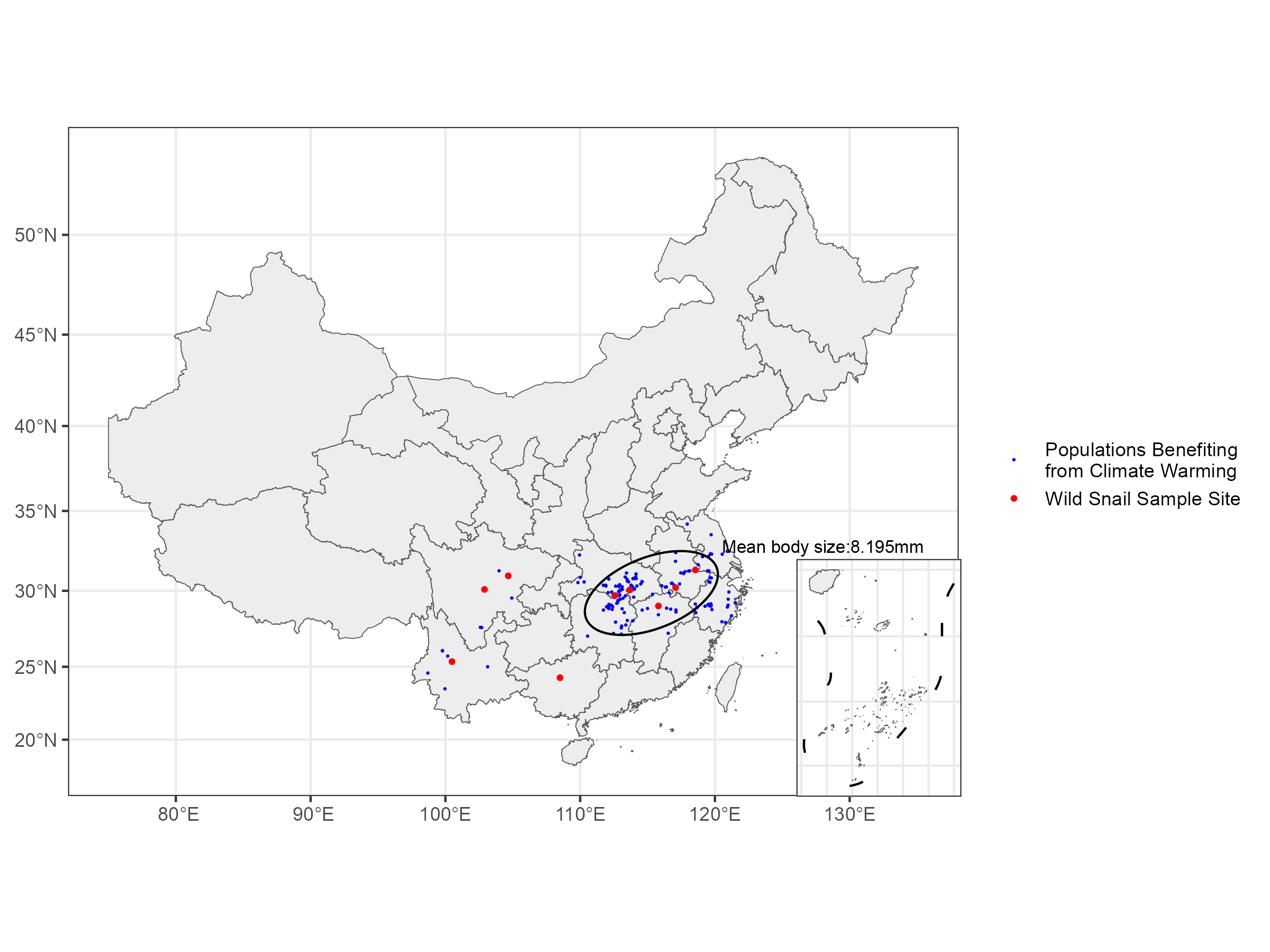 50°N
45°N
40°N
35°N
30°N
25°N
20°N
80°E
90°E
100°E
110°E
120°E
130°E
Mean body size:8.195mm
Populations Benefiting
from Climate Warming
Wild Snail Sample Site